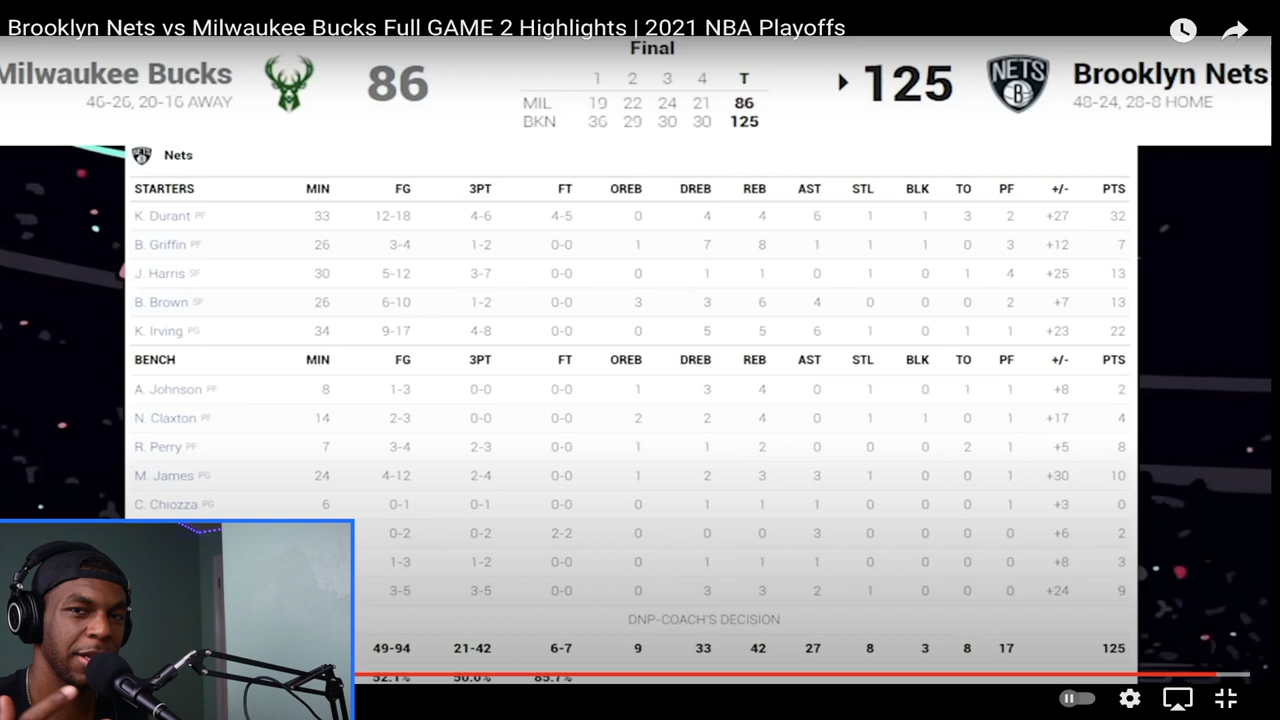 Brooklyn Nets vs Milwaukee Bucks Full GAME 2 Highlights | 2021 NBA Playoffs
Final
Milwaukee Bucks 86 1 2 3 4 T 125 NETS B Brooklyn Nets
46-26, 20-16 AWAY MIL 19 22 24 21 86 48-24, 28-8 HOME
BKN 36 29 30 30 125
NETS B Nets
STARTERS MIN FG 3PT FT OREB DREB REB AST STL BLK TO PF +/- PTS
K. Durant PF 33 12-18 4-6 4-5 0 4 4 6 1 1 3 2 +27 32
B. Griffin PF 26 3-4 1-2 0-0 1 7 8 1 1 1 0 3 +12 7
J. Harris SF 30 5-12 3-7 0-0 0 1 1 1 1 0 1 4 +25 13
B. Brown SF 26 6-10 1-2 0-0 3 3 6 4 0 0 0 2 +7 13
K. Irving PG 34 9-17 4-8 0-0 0 5 5 6 1 0 1 1 +23 22
BENCH MIN FG 3PT FT OREB DREB REB AST STL BLK TO PF +/- PTS
A. Johnson PF 8 1-3 0-0 0-0 1 3 4 0 1 0 1 1 +8 2
N. Claxton PF 14 2-3 0-0 0-0 2 2 4 0 1 1 0 1 +17 4
R. Perry PF 7 3-4 2-3 0-0 1 1 2 0 0 0 2 1 +5 8
M. James PG 24 4-12 2-4 0-0 1 2 3 3 1 0 0 1 +30 10
C. Chiozza PG 6 0-1 0-1 0-0 0 1 1 1 0 0 0 1 +3 0
0-2 0-2 2-2 0 0 0 3 0 0 0 0 +6 2
1-3 1-2 0-0 0 1 1 1 0 0 0 0 +8 3
3-5 3-5 0-0 0 3 3 2 1 0 0 0 +24 9
DNP-COACH'S DECISION
49-94 21-42 6-7 9 33 42 27 8 3 8 17 125
52.1% 50.0% 85.7%